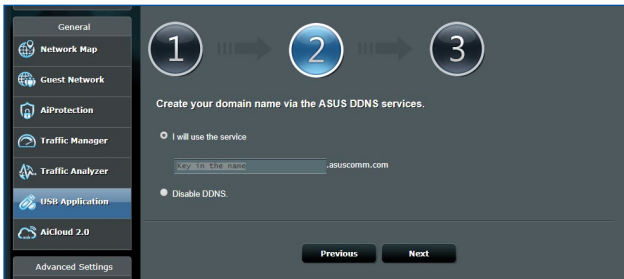 General
Network Map
Guest Network
AiProtection
Traffic Manager
Traffic Analyzer
USB Application
AiCloud 2.0
Advanced Settings
1 2 3
Create your domain name via the ASUS DDNS services.
I will use the service
Key in the name .asuscomm.com
Disable DDNS.
Previous Next